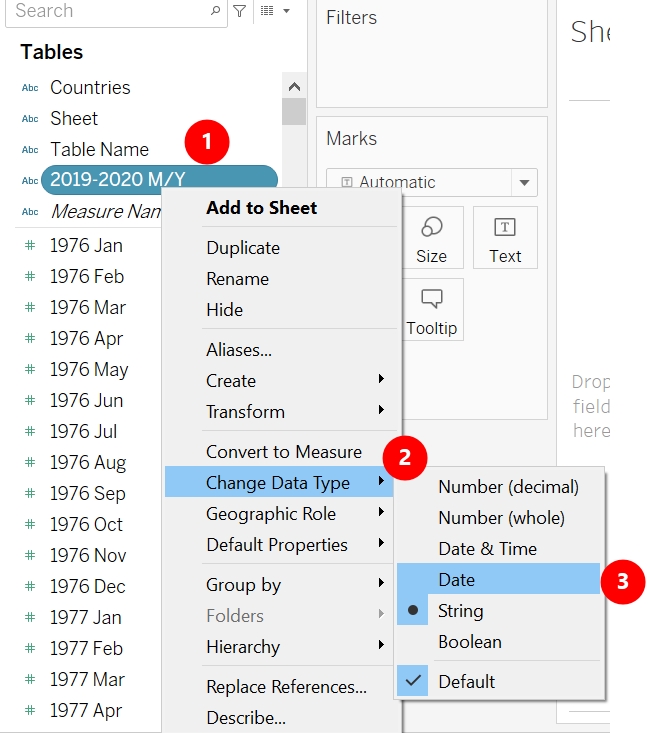 Search
Tables
Abc Countries
Abc Sheet
Abc Table Name
1
Abc 2019-2020 M/Y
Abc Measure Nan
# 1976 Jan
# 1976 Feb
# 1976 Mar
# 1976 Apr
# 1976 May
# 1976 Jun
# 1976 Jul
# 1976 Aug
# 1976 Sep
# 1976 Oct
# 1976 Nov
# 1976 Dec
# 1977 Jan
# 1977 Feb
# 1977 Mar
# 1977 Apr
Add to Sheet
Duplicate
Rename
Hide
Aliases...
Create
Transform
Convert to Measure
2
Change Data Type
Geographic Role
Default Properties
Group by
Folders
Hierarchy
Replace References...
Describe...
Number (decimal)
Number (whole)
Date & Time
Date
3
String
Boolean
Default
Filters
Marks
T Automatic
Size
T
Text
Tooltip
She
Drop
field
here